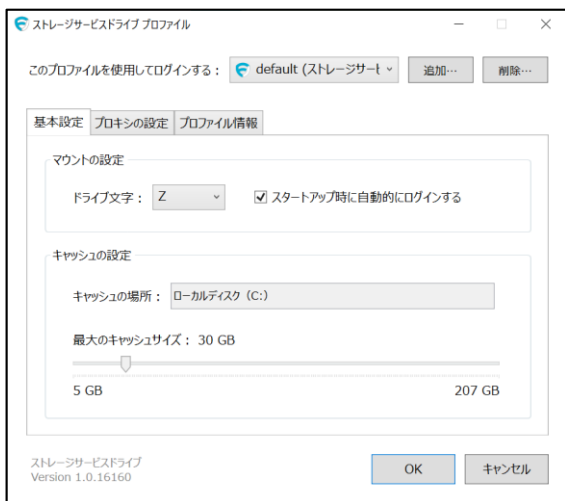 ストレージサービスドライブ プロファイル
このプロファイルを使用してログインする： default (ストレージサート 追加… 削除…
基本設定 プロキシの設定 プロファイル情報
マウントの設定
ドライブ文字： Z スタートアップ時に自動的にログインする
キャッシュの設定
キャッシュの場所： ローカルディスク (C:)
最大のキャッシュサイズ： 30 GB
5 GB 207 GB
ストレージサービスドライブ
Version 1.0.16160
OK キャンセル